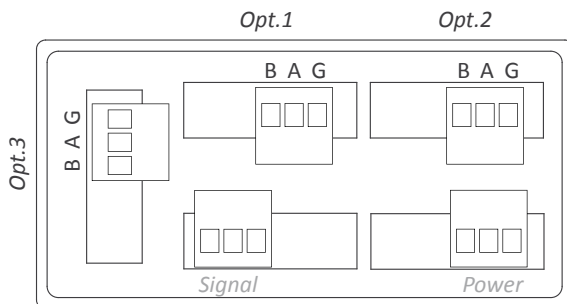 Opt.1 Opt.2
B A G B A G
Opt.3
B A G
Signal Power